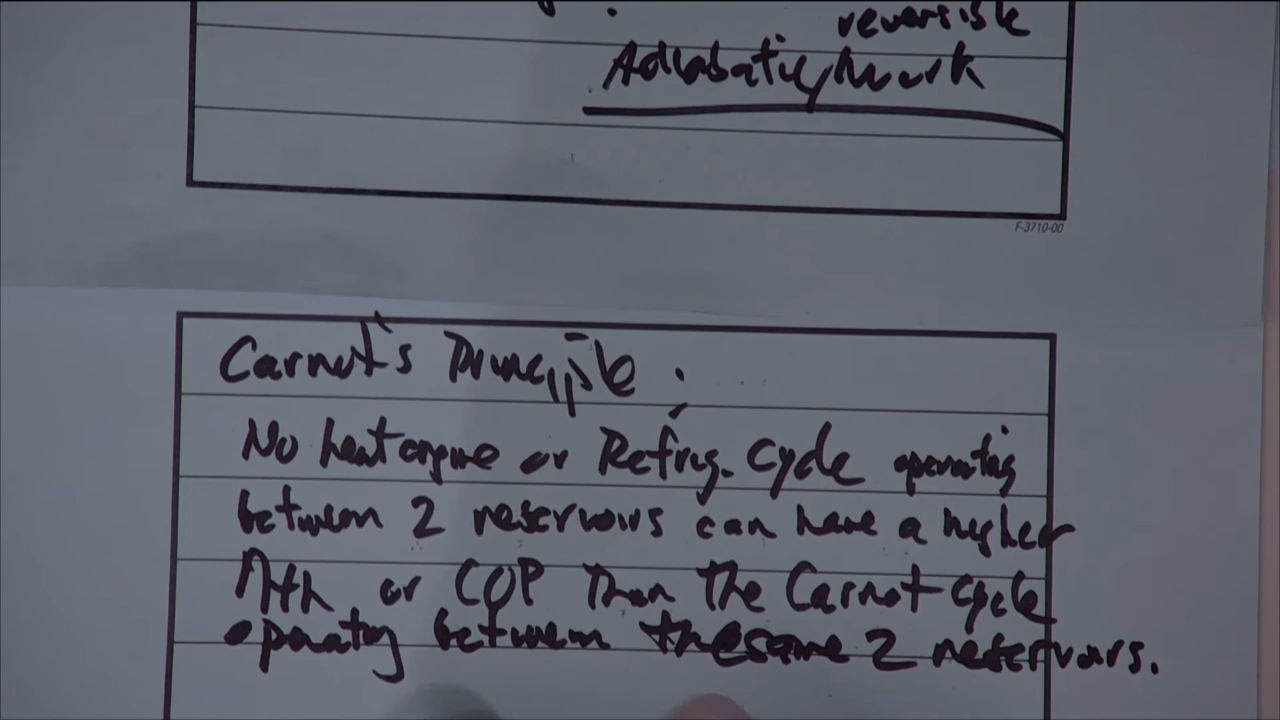 reversible
Adiabatic, Work
F-3710-00
Carnot's Principle:
No heat engine or Refrig. cycle operating
between 2 reservoirs can have a higher
ηth or COP than the Carnot cycle
operating between the same 2 reservoirs.